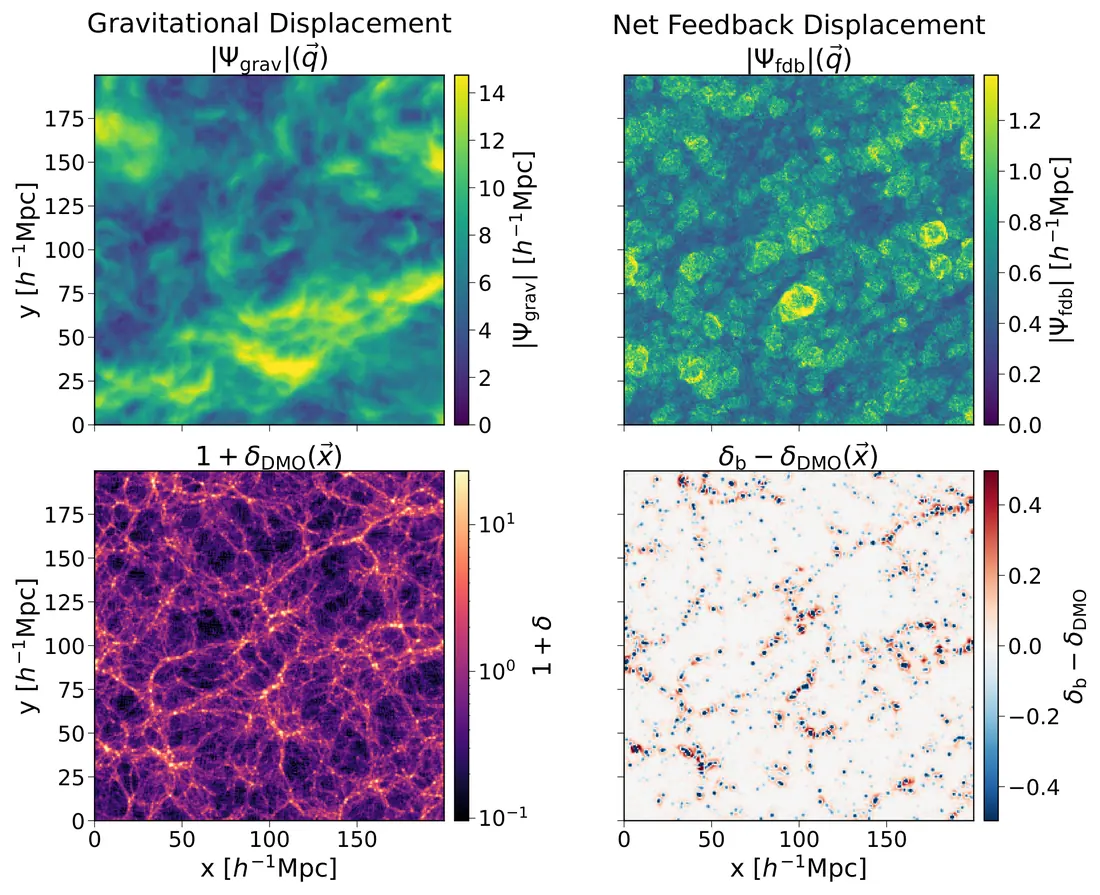 Gravitational Displacement
|Ψgrav|(q⃗)
Net Feedback Displacement
|Ψfdb|(q⃗)
y [h⁻¹Mpc]
175
150
125
100
75
50
25
0
14
12
10
8
6
4
2
0
|Ψgrav| [h⁻¹Mpc]
1.2
1.0
0.8
0.6
0.4
0.2
0.0
|Ψfdb| [h⁻¹Mpc]
1 + δDMO(x⃗)
δb − δDMO(x⃗)
y [h⁻¹Mpc]
175
150
125
100
75
50
25
0
0 50 100 150
x [h⁻¹Mpc]
10¹
10⁰
10⁻¹
1 + δ
0 50 100 150
x [h⁻¹Mpc]
0.4
0.2
0.0
−0.2
−0.4
δb − δDMO